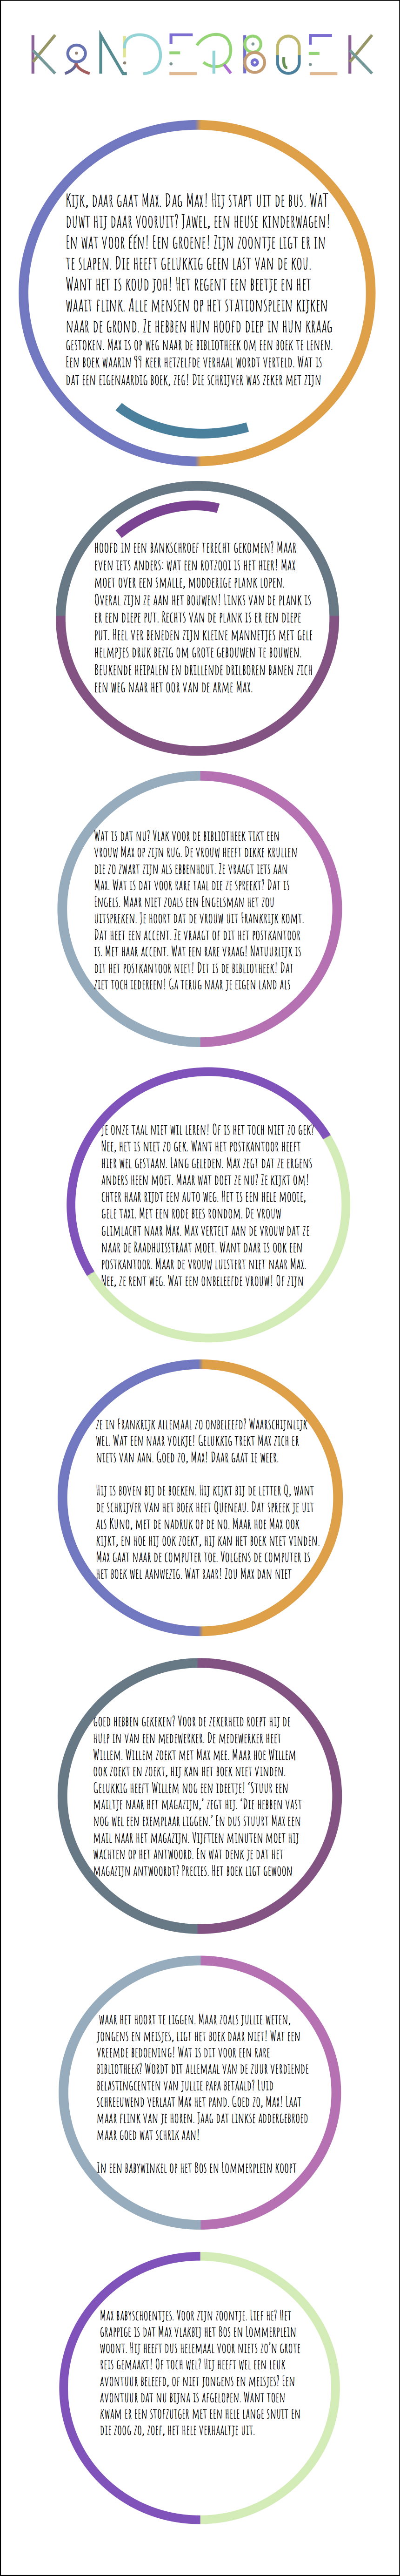 KINDERBOEK
Kijk, daar gaat Max. Dag Max! Hij stapt uit de bus. Wat
duwt hij daar vooruit? Jawel, een heuse kinderwagen!
En wat voor één! Een groene! Zijn zoontje ligt er in
te slapen. Die heeft gelukkig geen last van de kou.
Want het is koud joh! Het regent een beetje en het
waait flink. Alle mensen op het stationsplein kijken
naar de grond. Ze hebben hun hoofd diep in hun kraag
gestoken. Max is op weg naar de bibliotheek om een boek te lenen.
Een boek waarin 99 keer hetzelfde verhaal wordt verteld. Wat is
dat een eigenaardig boek, zeg! Die schrijver was zeker met zijn
hoofd in een bankschroef terecht gekomen? Maar
even iets anders: wat een rotzooi is het hier! Max
moet over een smalle, modderige plank lopen.
Overal zijn ze aan het bouwen! Links van de plank is
er een diepe put. Rechts van de plank is er een diepe
put. Heel ver beneden zijn kleine mannetjes met gele
helmpjes druk bezig om grote gebouwen te bouwen.
Beukende heipalen en drillende drilboren banen zich
een weg naar het oor van de arme Max.
Wat is dat nu? Vlak voor de bibliotheek tikt een
vrouw Max op zijn rug. De vrouw heeft dikke krullen
die zo zwart zijn als ebbenhout. Ze vraagt iets aan
Max. Wat is dat voor rare taal die ze spreekt? Dat is
Engels. Maar niet zoals een Engelsman het zou
uitspreken. Je hoort dat de vrouw uit Frankrijk komt.
Dat heet een accent. Ze vraagt of dit het postkantoor
is. Met haar accent. Wat een rare vraag! Natuurlijk is
dit het postkantoor niet! Dit is de bibliotheek! Dat
ziet toch iedereen! Ga terug naar je eigen land als
je onze taal niet wil leren! Of is het toch niet zo gek?
Nee, het is niet zo gek. Want het postkantoor heeft
hier wel gestaan. Lang geleden. Max zegt dat ze ergens
anders heen moet. Maar wat doet ze nu? Ze kijkt om!
chter haar rijdt een auto weg. Het is een hele mooie,
gele taxi. Met een rode bies rondom. De vrouw
glimlacht naar Max. Max vertelt aan de vrouw dat ze
naar de Raadhuisstraat moet. Want daar is ook een
postkantoor. Maar de vrouw luistert niet naar Max.
Nee, ze rent weg. Wat een onbeleefde vrouw! Of zijn
ze in Frankrijk allemaal zo onbeleefd? Waarschijnlijk
wel. Wat een naar volkje! Gelukkig trekt Max zich er
niets van aan. Goed zo, Max! Daar gaat ie weer.
Hij is boven bij de boeken. Hij kijkt bij de letter Q, want
de schrijver van het boek heet Queneau. Dat spreek je uit
als Kuno, met de nadruk op de no. Maar hoe Max ook
kijkt, en hoe hij ook zoekt, hij kan het boek niet vinden.
Max gaat naar de computer toe. Volgens de computer is
het boek wel aanwezig. Wat raar! Zou Max dan niet
goed hebben gekeken? Voor de zekerheid roept hij de
hulp in van een medewerker. De medewerker heet
Willem. Willem zoekt met Max mee. Maar hoe Willem
ook zoekt en zoekt, hij kan het boek niet vinden.
Gelukkig heeft Willem nog een ideetje! ‘Stuur een
mailtje naar het magazijn,’ zegt hij. ‘Die hebben vast
nog wel een exemplaar liggen.’ En dus stuurt Max een
mail naar het magazijn. Vijftien minuten moet hij
wachten op het antwoord. En wat denk je dat het
magazijn antwoordt? Precies. Het boek ligt gewoon
waar het hoort te liggen. Maar zoals jullie weten,
jongens en meisjes, ligt het boek daar niet! Wat een
vreemde bedoening! Wat is dit voor een rare
bibliotheek? Wordt dit allemaal van de zuur verdiende
belastingcenten van jullie papa betaald? Luid
schreeuwend verlaat Max het pand. Goed zo, Max! Laat
maar flink van je horen. Jaag dat linkse addergebroed
maar goed wat schrik aan!
In een babywinkel op het Bos en Lommerplein koopt
Max babyschoentjes. Voor zijn zoontje. Lief he? Het
grappige is dat Max vlakbij het Bos en Lommerplein
woont. Hij heeft dus helemaal voor niets zo’n grote
reis gemaakt! Of toch wel? Hij heeft wel een leuk
avontuur beleefd, of niet jongens en meisjes? Een
avontuur dat nu bijna is afgelopen. Want toen
kwam er een stofzuiger met een hele lange snuit en
die zoog zo, zoef, het hele verhaaltje uit.